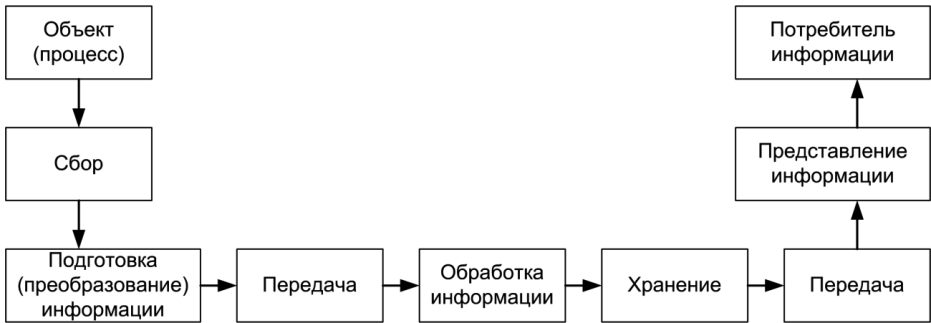 Объект
(процесс)
Сбор
Подготовка
(преобразование)
информации
Передача
Обработка
информации
Хранение
Передача
Представление
информации
Потребитель
информации